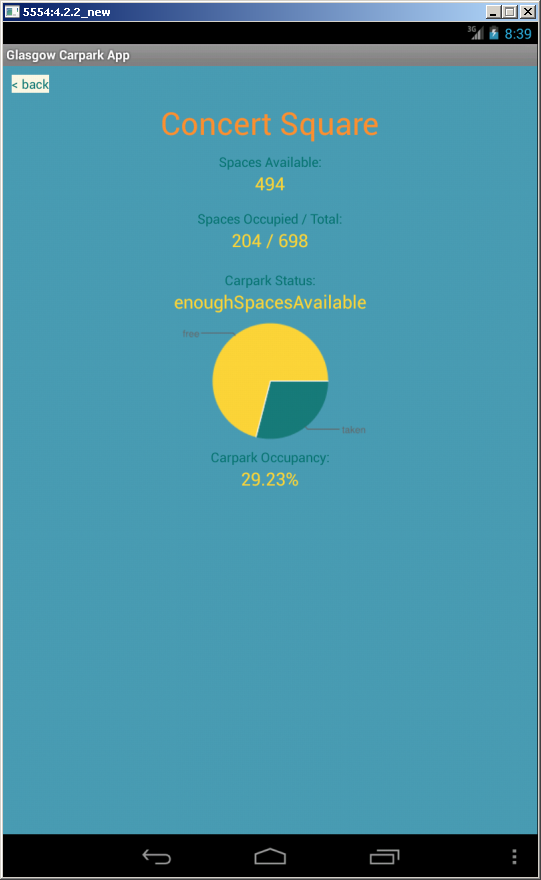 5554:4.2.2_new
3G 8:39
Glasgow Carpark App
< back
Concert Square
Spaces Available:
494
Spaces Occupied / Total:
204 / 698
Carpark Status:
enoughSpacesAvailable
free
taken
Carpark Occupancy:
29.23%